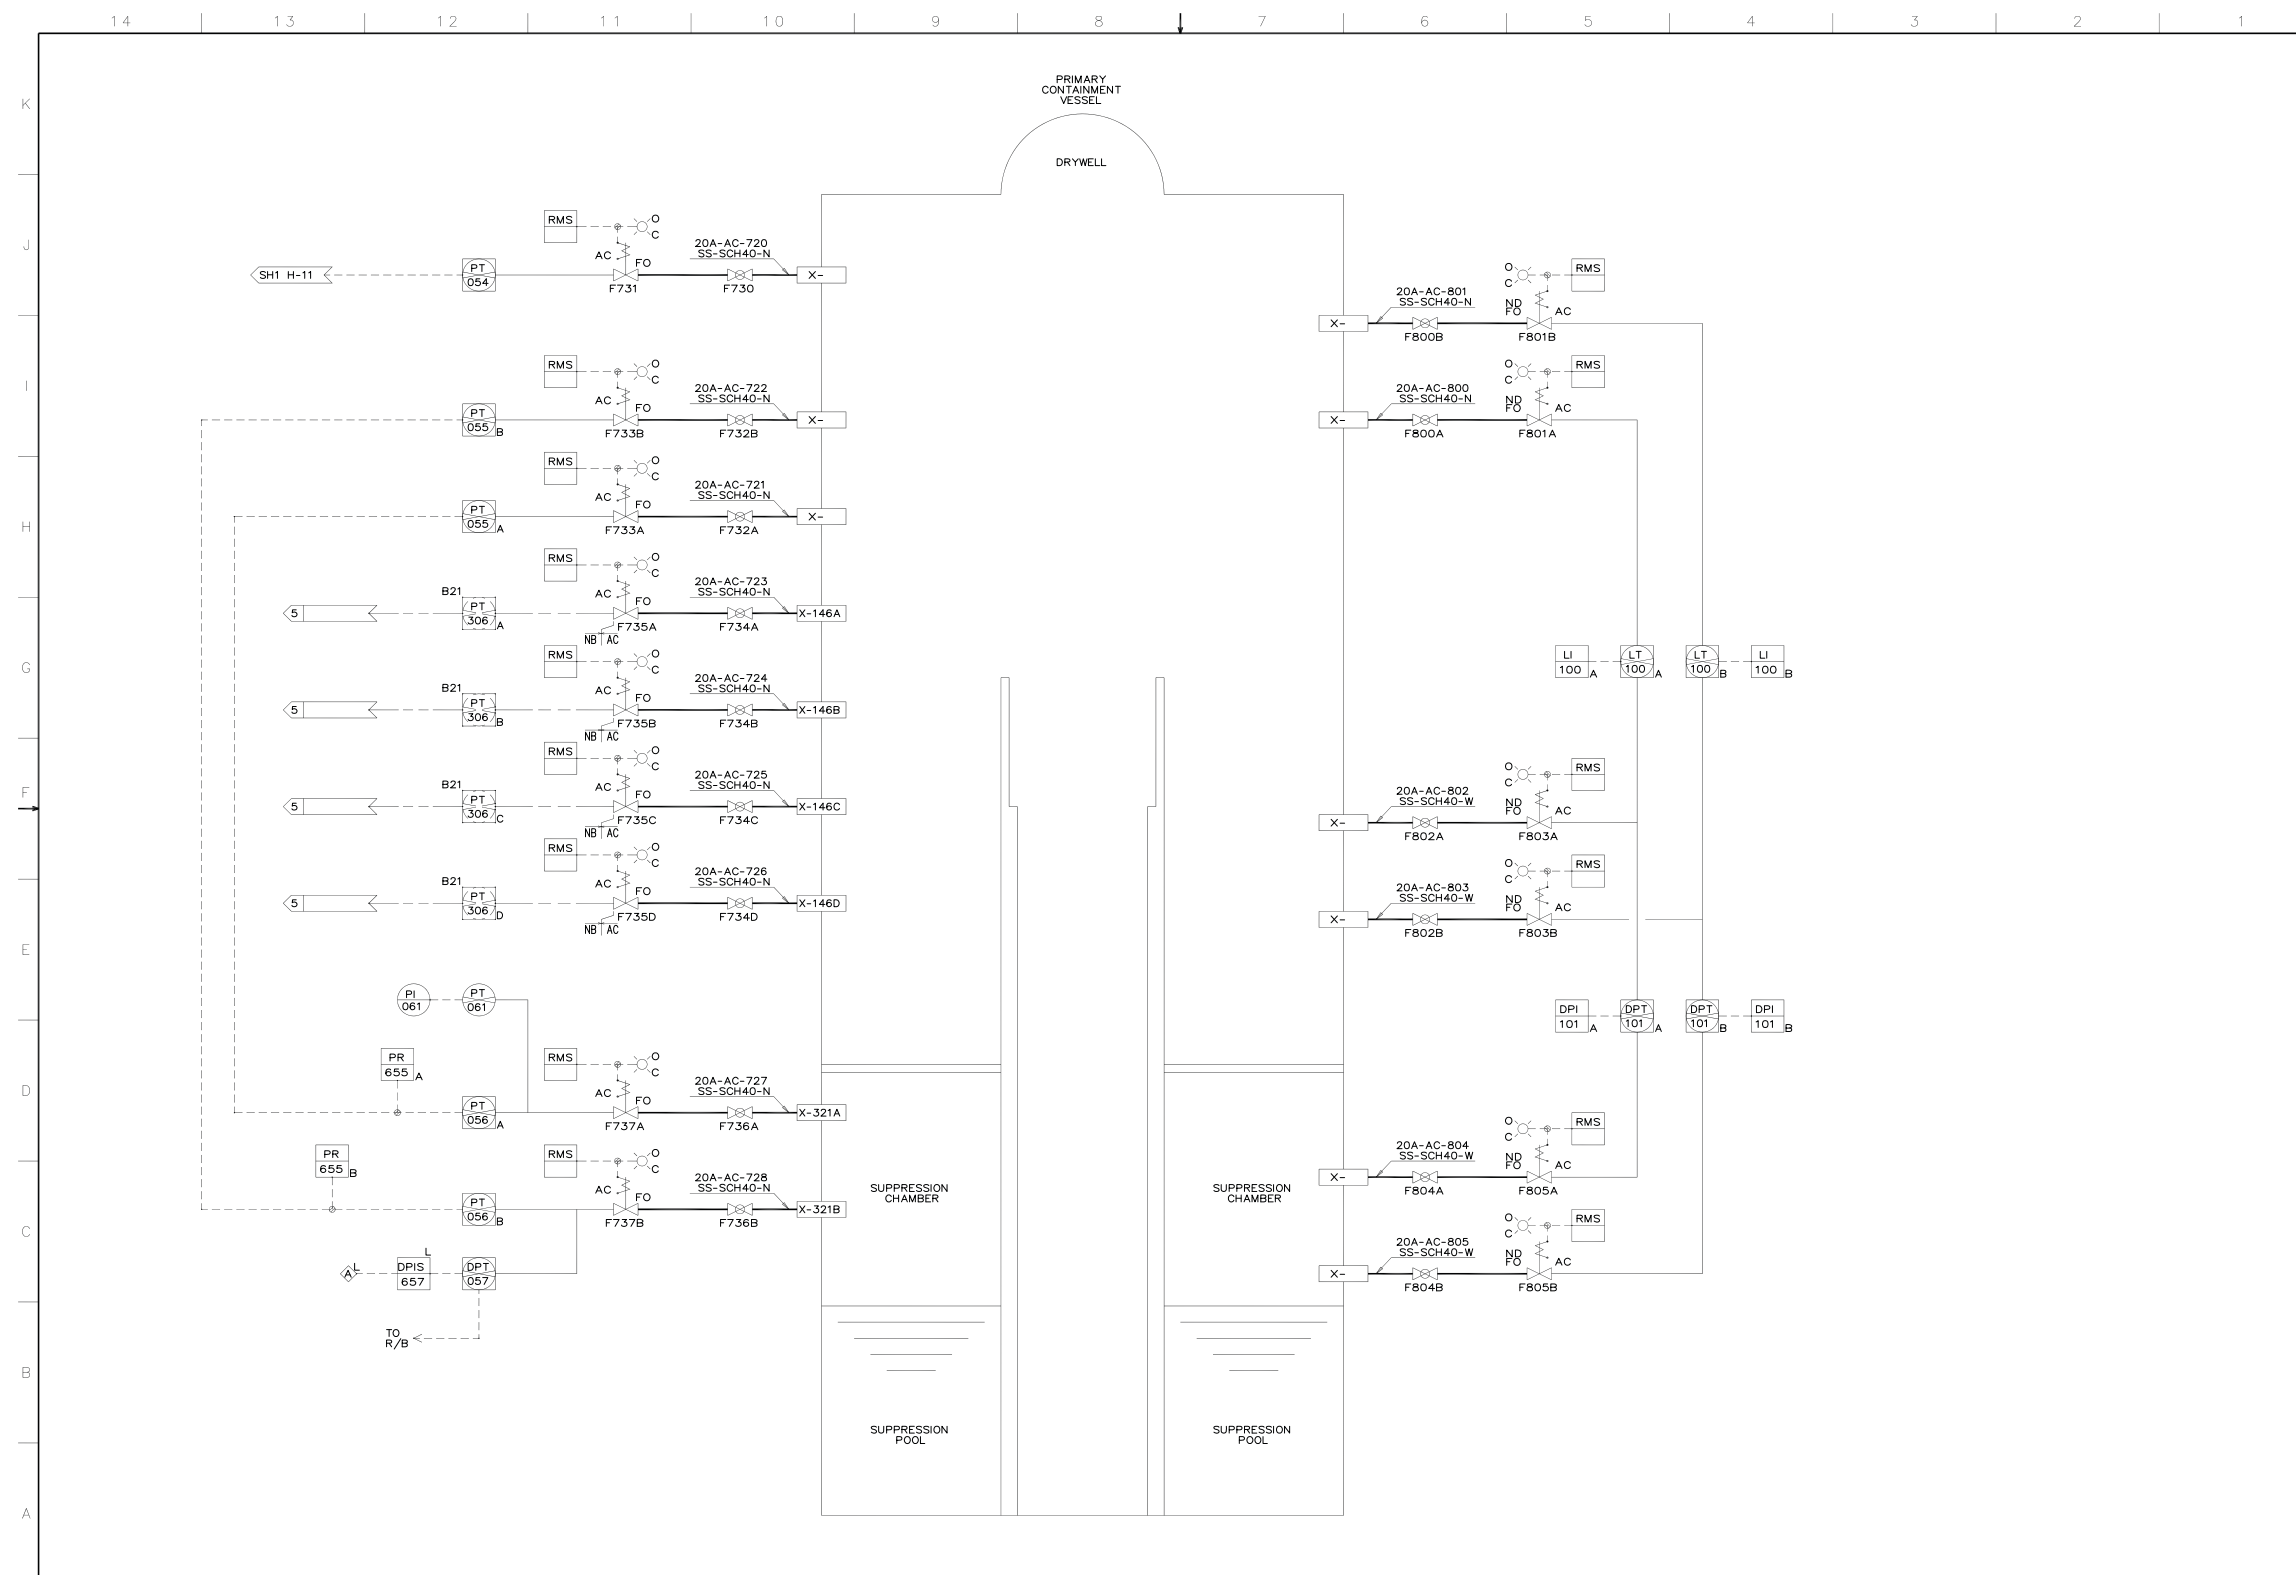 14 13 12 11 10 9 8 7 6 5 4 3 2 1
K
J
I
H
G
F
E
D
C
B
A
PRIMARY
CONTAINMENT
VESSEL
DRYWELL
RMS
O
C
AC
FO
20A-AC-720
SS-SCH40-N
SH1 H-11
PT
054
F731
F730
X-
RMS
O
C
AC
FO
20A-AC-722
SS-SCH40-N
PT
055
B
F733B
F732B
X-
RMS
O
C
AC
FO
20A-AC-721
SS-SCH40-N
PT
055
A
F733A
F732A
X-
RMS
O
C
AC
FO
20A-AC-723
SS-SCH40-N
5
B21
PT
306
A
F735A
NB AC
F734A
X-146A
RMS
O
C
AC
FO
20A-AC-724
SS-SCH40-N
5
B21
PT
306
B
F735B
NB AC
F734B
X-146B
RMS
O
C
AC
FO
20A-AC-725
SS-SCH40-N
5
B21
PT
306
C
F735C
NB AC
F734C
X-146C
RMS
O
C
AC
FO
20A-AC-726
SS-SCH40-N
5
B21
PT
306
D
F735D
NB AC
F734D
X-146D
PI
061
PT
061
PR
655
A
RMS
O
C
AC
FO
20A-AC-727
SS-SCH40-N
PT
056
A
F737A
F736A
X-321A
PR
655
B
RMS
O
C
AC
FO
20A-AC-728
SS-SCH40-N
PT
056
B
F737B
F736B
X-321B
A
L
L
DPIS
657
DPT
057
TO
R/B
SUPPRESSION
CHAMBER
SUPPRESSION
CHAMBER
SUPPRESSION
POOL
SUPPRESSION
POOL
X-
20A-AC-801
SS-SCH40-N
F800B
O
C
RMS
ND
FO
AC
F801B
X-
20A-AC-800
SS-SCH40-N
F800A
O
C
RMS
ND
FO
AC
F801A
LI
100
A
LT
100
A
LT
100
B
LI
100
B
X-
20A-AC-802
SS-SCH40-W
F802A
O
C
RMS
ND
FO
AC
F803A
X-
20A-AC-803
SS-SCH40-W
F802B
O
C
RMS
ND
FO
AC
F803B
DPI
101
A
DPT
101
A
DPT
101
B
DPI
101
B
X-
20A-AC-804
SS-SCH40-W
F804A
O
C
RMS
ND
FO
AC
F805A
X-
20A-AC-805
SS-SCH40-W
F804B
O
C
RMS
ND
FO
AC
F805B